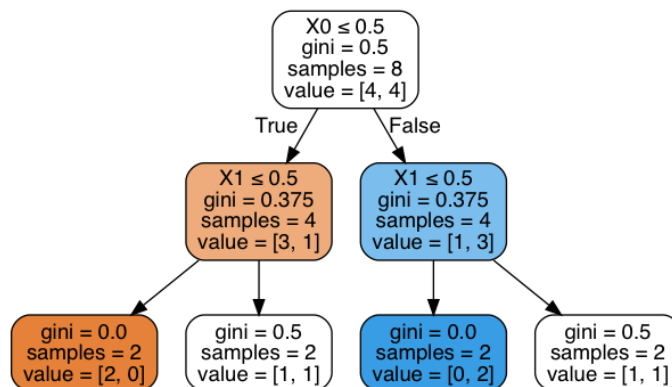 X0 ≤ 0.5
gini = 0.5
samples = 8
value = [4, 4]
True
False
X1 ≤ 0.5
gini = 0.375
samples = 4
value = [3, 1]
X1 ≤ 0.5
gini = 0.375
samples = 4
value = [1, 3]
gini = 0.0
samples = 2
value = [2, 0]
gini = 0.5
samples = 2
value = [1, 1]
gini = 0.0
samples = 2
value = [0, 2]
gini = 0.5
samples = 2
value = [1, 1]